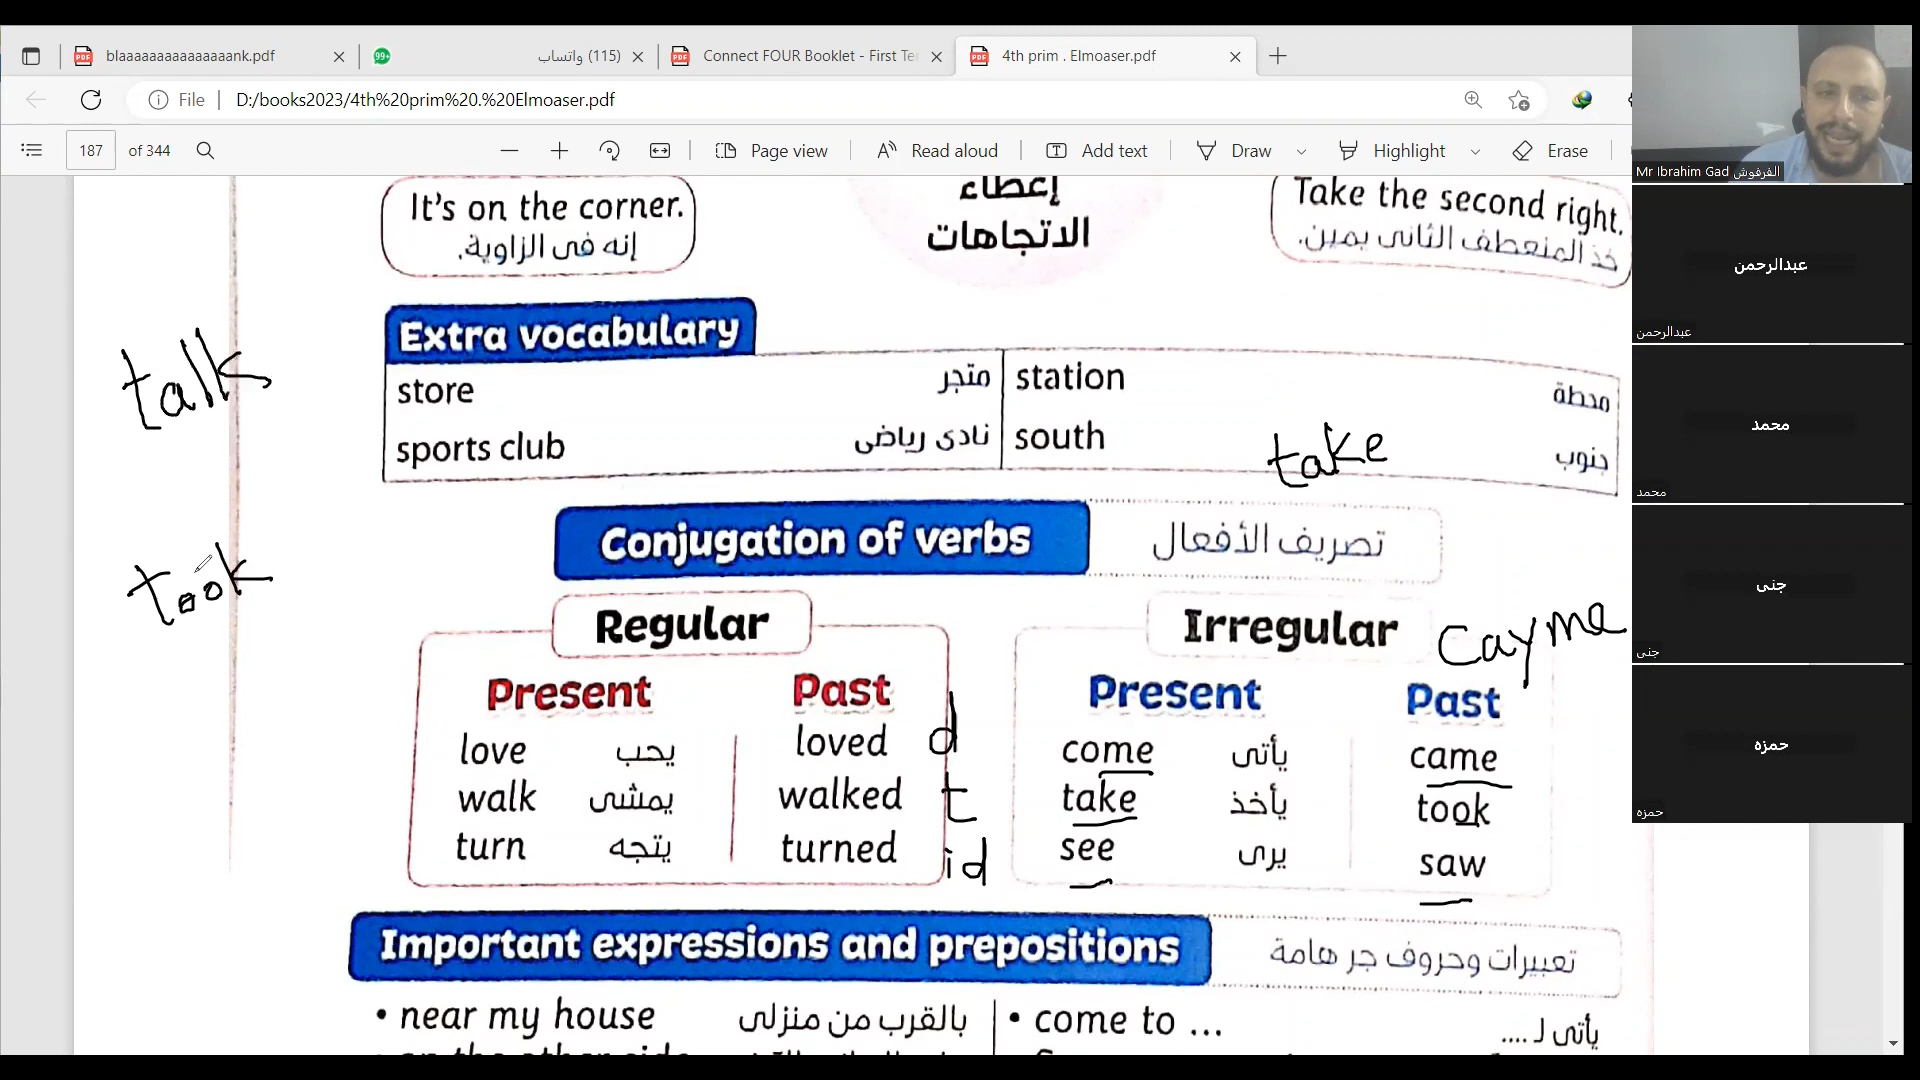 blaaaaaaaaaaaaaaaank.pdf
99+
(115) واتساب
Connect FOUR Booklet - First Te
4th prim . Elmoaser.pdf
File
D:/books2023/4th%20prim%20.%20Elmoaser.pdf
187 of 344
Page view
Read aloud
Add text
Draw
Highlight
Erase
Mr Ibrahim Gad الفرفوش
It's on the corner.
إنه فى الزاوية.
إعطاء
الاتجاهات
Take the second right.
خذ المنعطف الثانى يمين.
عبدالرحمن
عبدالرحمن
Extra vocabulary
talk
store متجر
station محطة
sports club نادى رياضى
south جنوب
take
محمد
محمد
Conjugation of verbs
تصريف الأفعال
took
Regular
Irregular
Cayme
جنى
جنى
Present Past
Present Past
love يحب loved d
come يأتى came
walk يمشى walked t
take يأخذ took
turn يتجه turned id
see يرى saw
حمزه
حمزه
Important expressions and prepositions
تعبيرات وحروف جر هامة
• near my house بالقرب من منزلى
• come to ... يأتى لـ ....